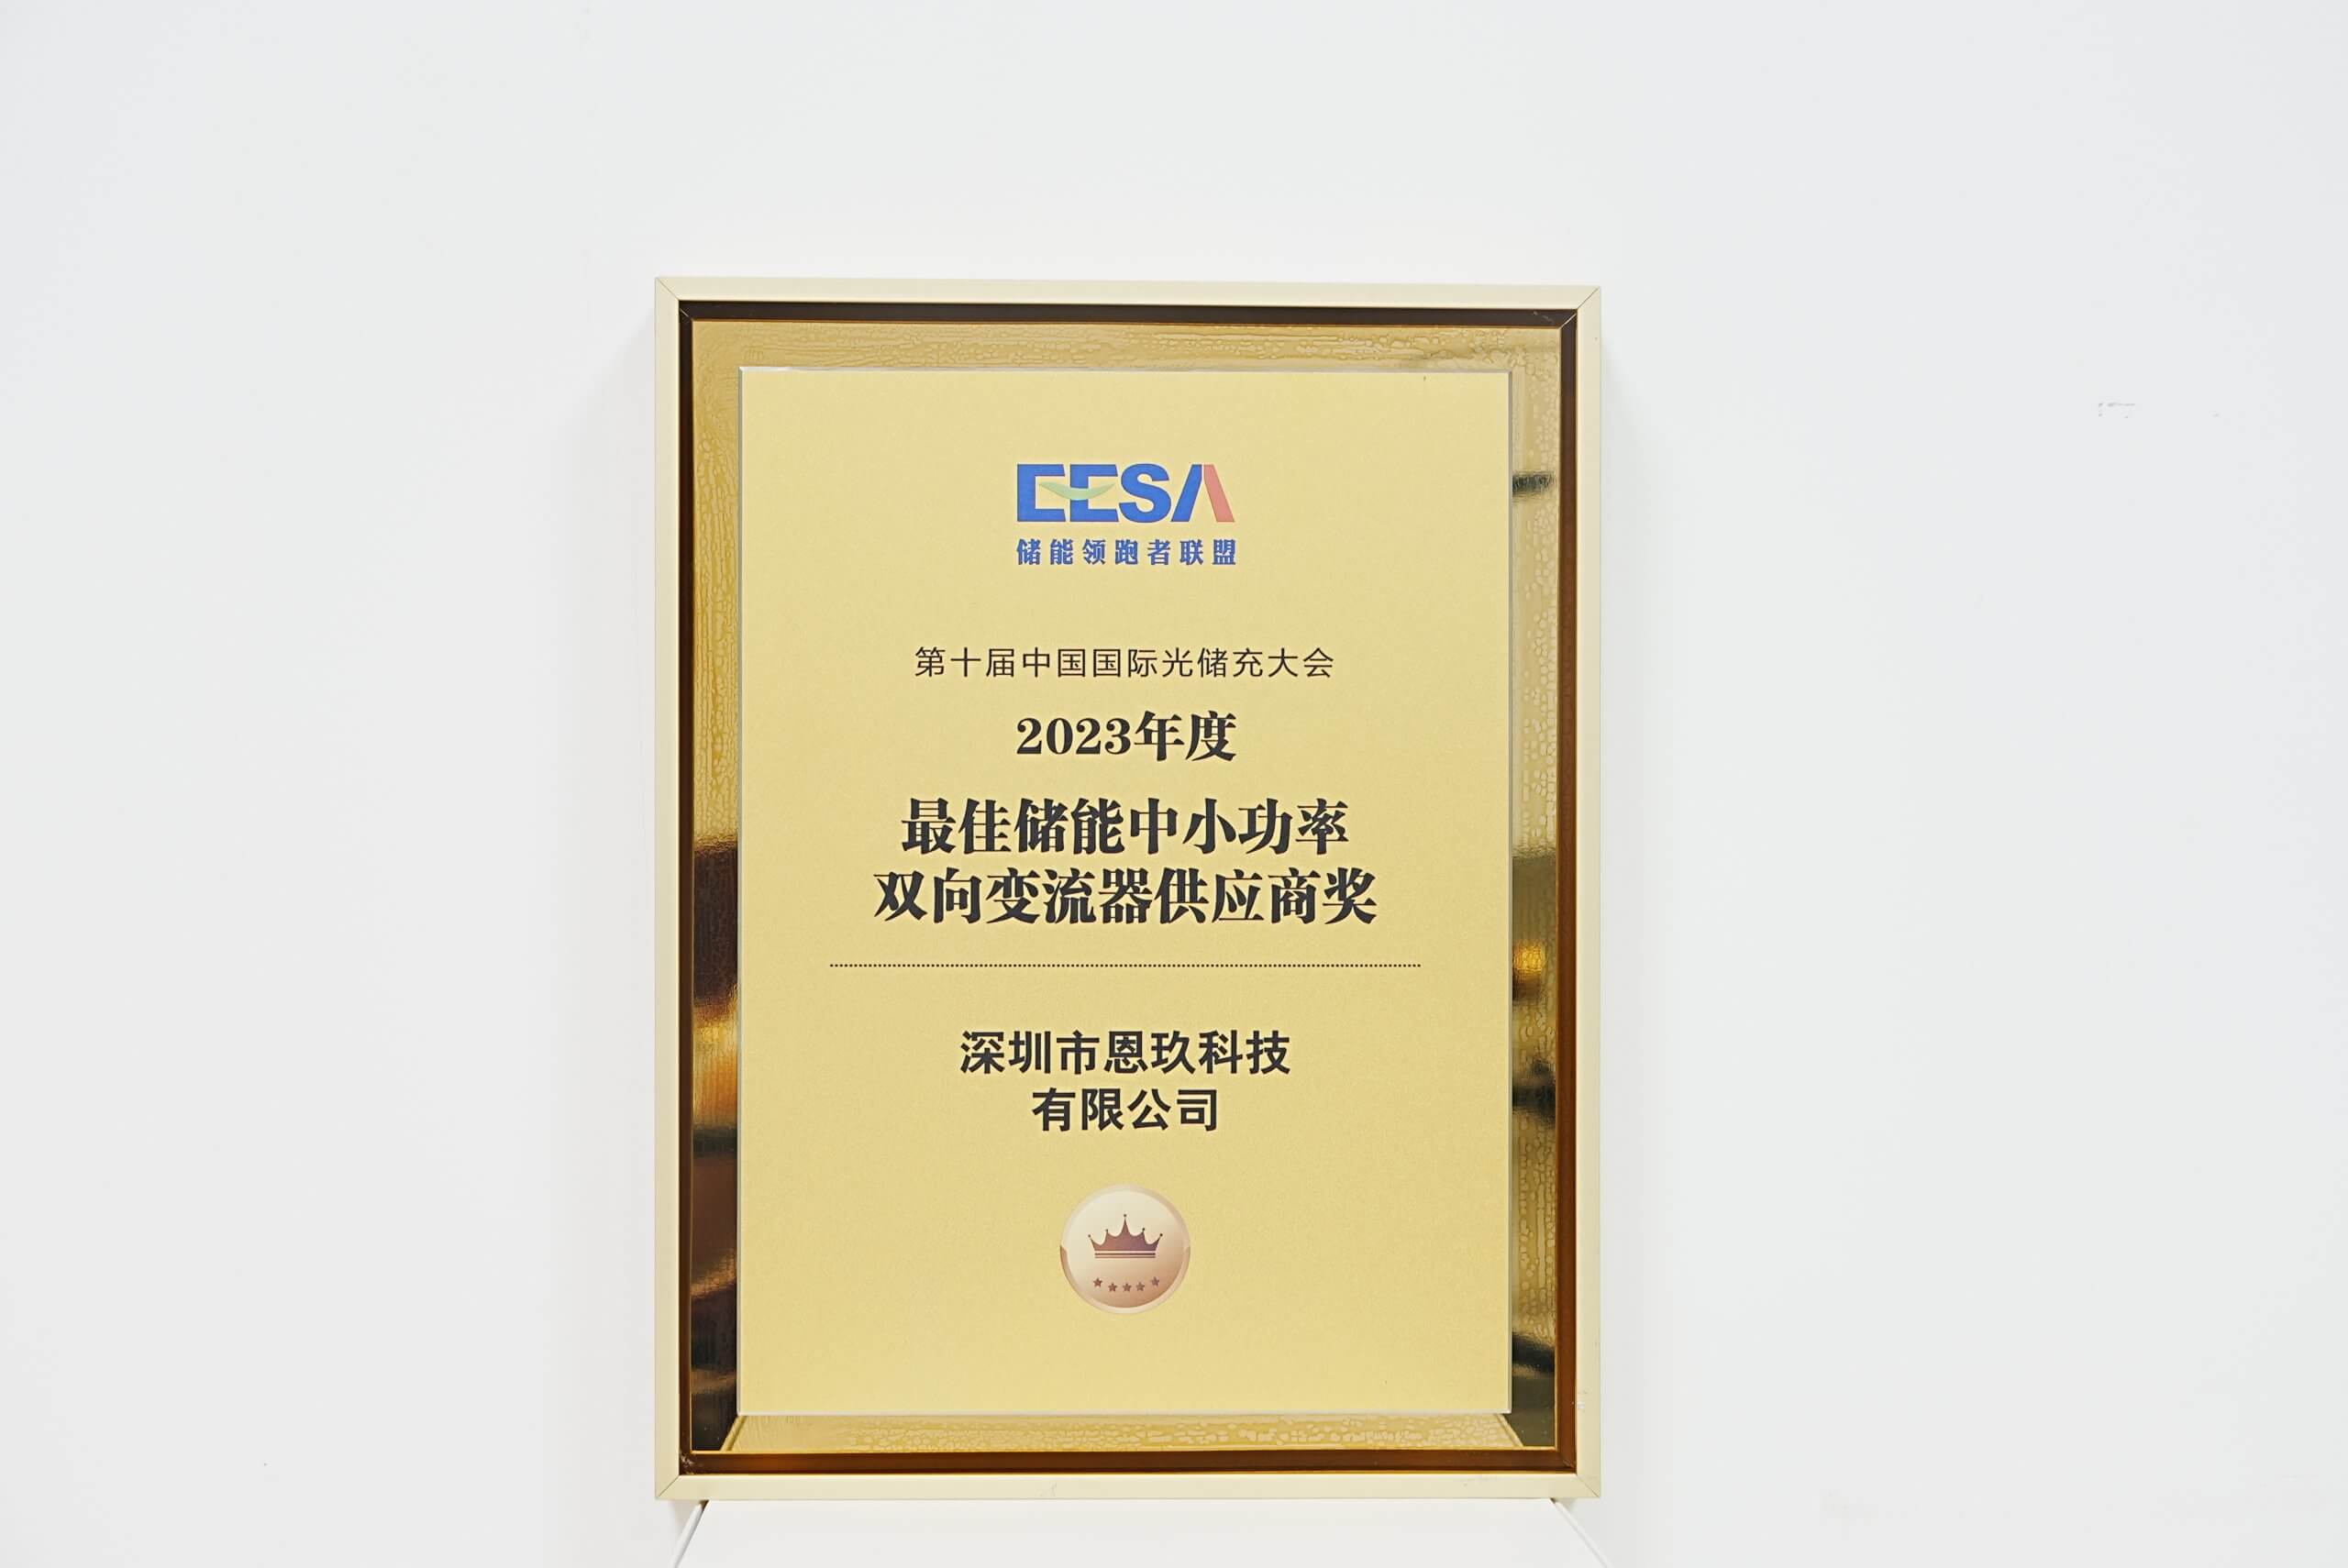 EESA
储能领跑者联盟
第十届中国国际光储充大会
2023年度
最佳储能中小功率
双向变流器供应商奖
深圳市恩玖科技
有限公司